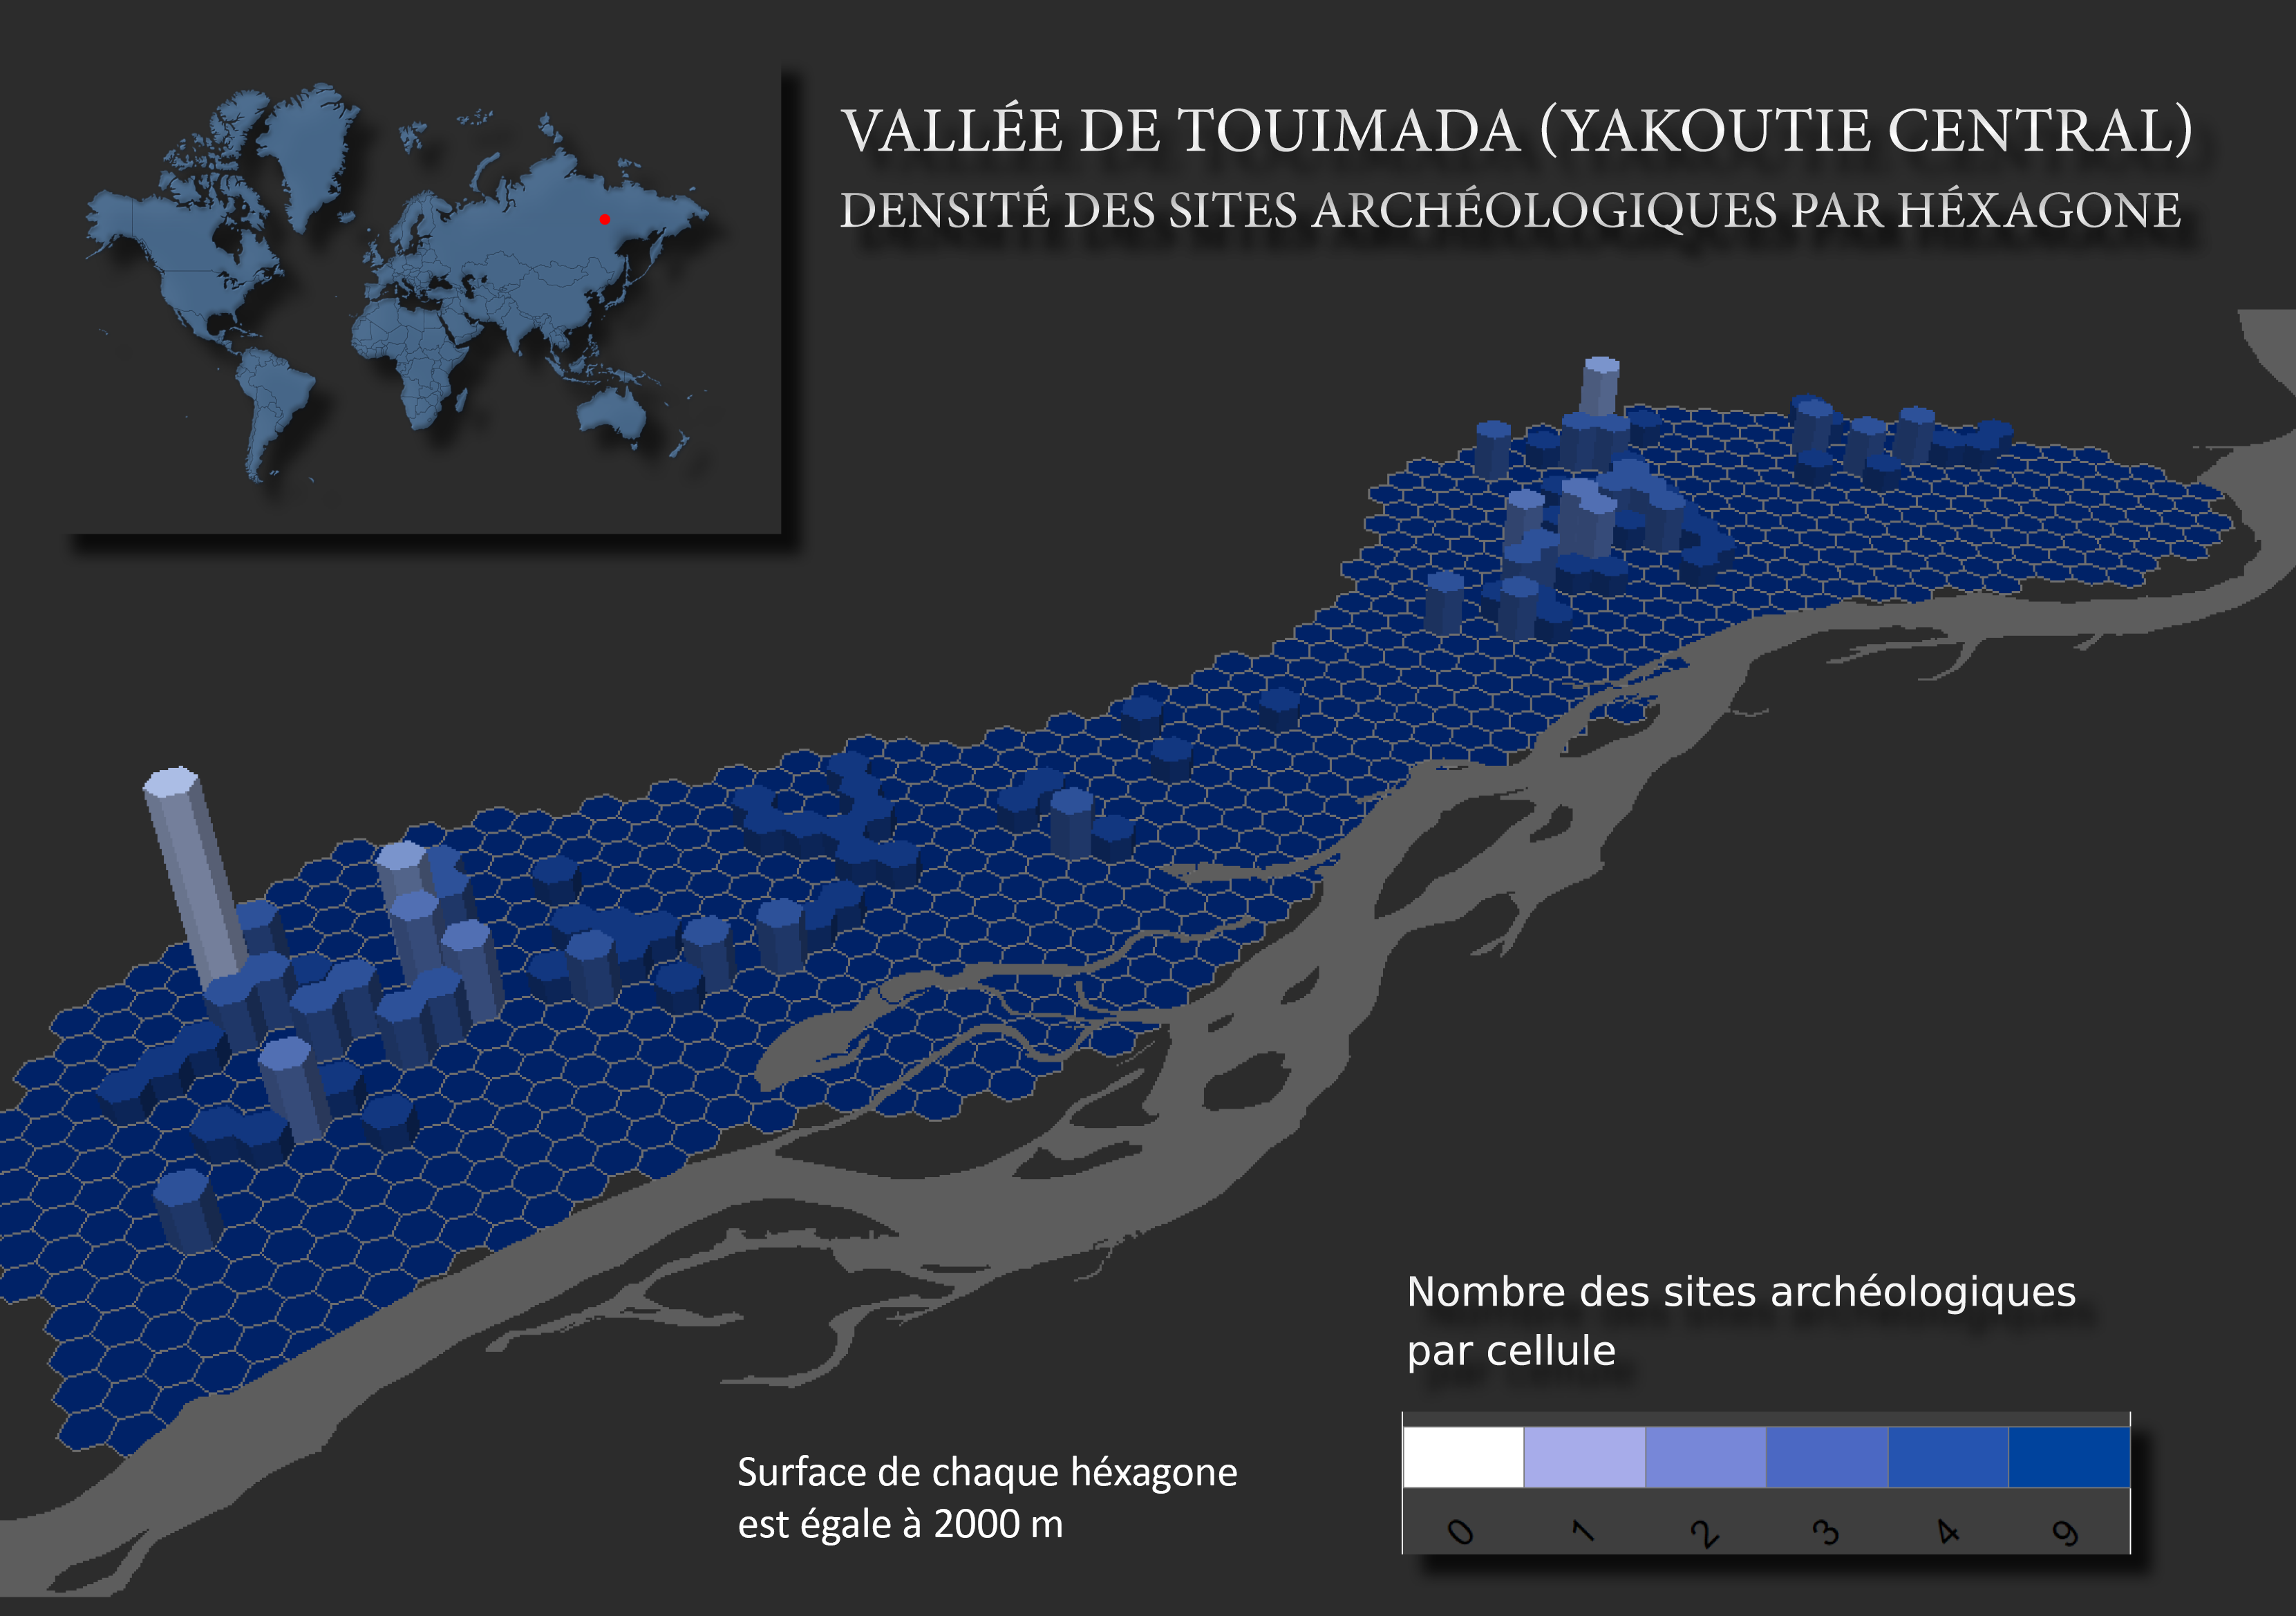 VALLÉE DE TOUIMADA (YAKOUTIE CENTRAL)
DENSITÉ DES SITES ARCHÉOLOGIQUES PAR HÉXAGONE
Nombre des sites archéologiques
par cellule
Surface de chaque héxagone
est égale à 2000 m
0 1 2 3 4 9